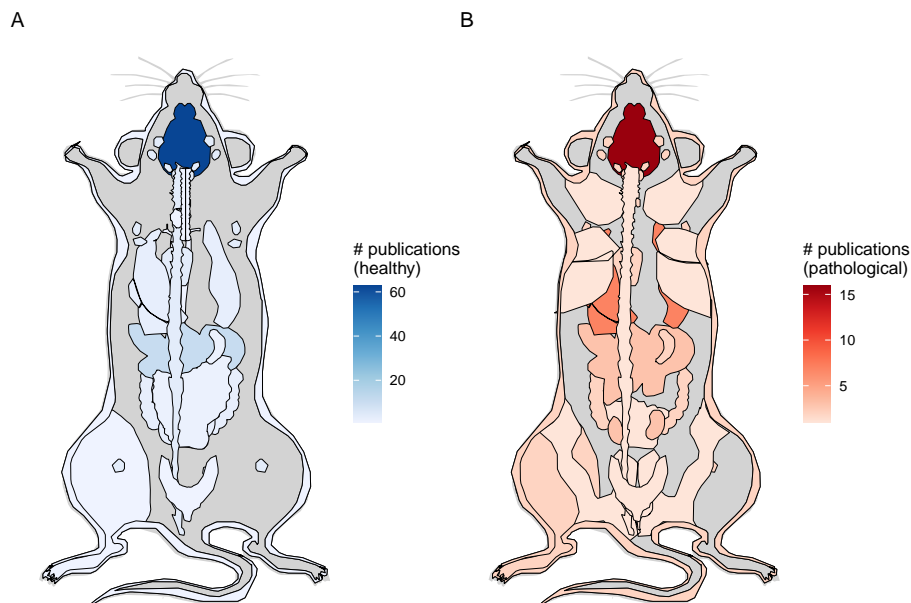 A
B
# publications
(healthy)
60
40
20
# publications
(pathological)
15
10
5